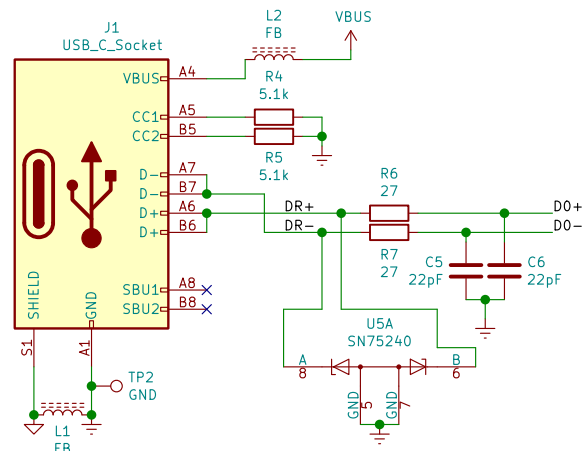 J1
USB_C_Socket
L2
FB
VBUS
VBUS
A4
R4
5.1k
CC1
A5
CC2
B5
R5
5.1k
D-
A7
D-
B7
D+
A6
D+
B6
DR+
DR-
R6
27
R7
27
D0+
D0-
C5
22pF
C6
22pF
SBU1
A8
SBU2
B8
SHIELD
GND
S1
A1
U5A
SN75240
A
8
B
6
GND
5
GND
7
TP2
GND
L1
FB